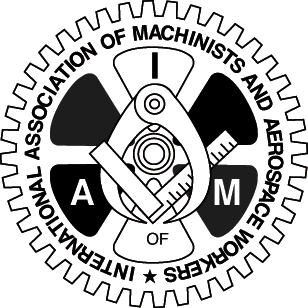 INTERNATIONAL ASSOCIATION OF MACHINISTS AND AEROSPACE WORKERS ★
I
A M
OF